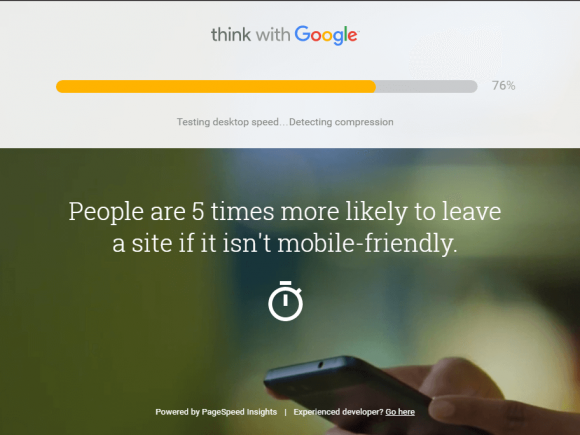 think with Google
76%
Testing desktop speed...Detecting compression
People are 5 times more likely to leave
a site if it isn't mobile-friendly.
Powered by PageSpeed Insights | Experienced developer? Go here